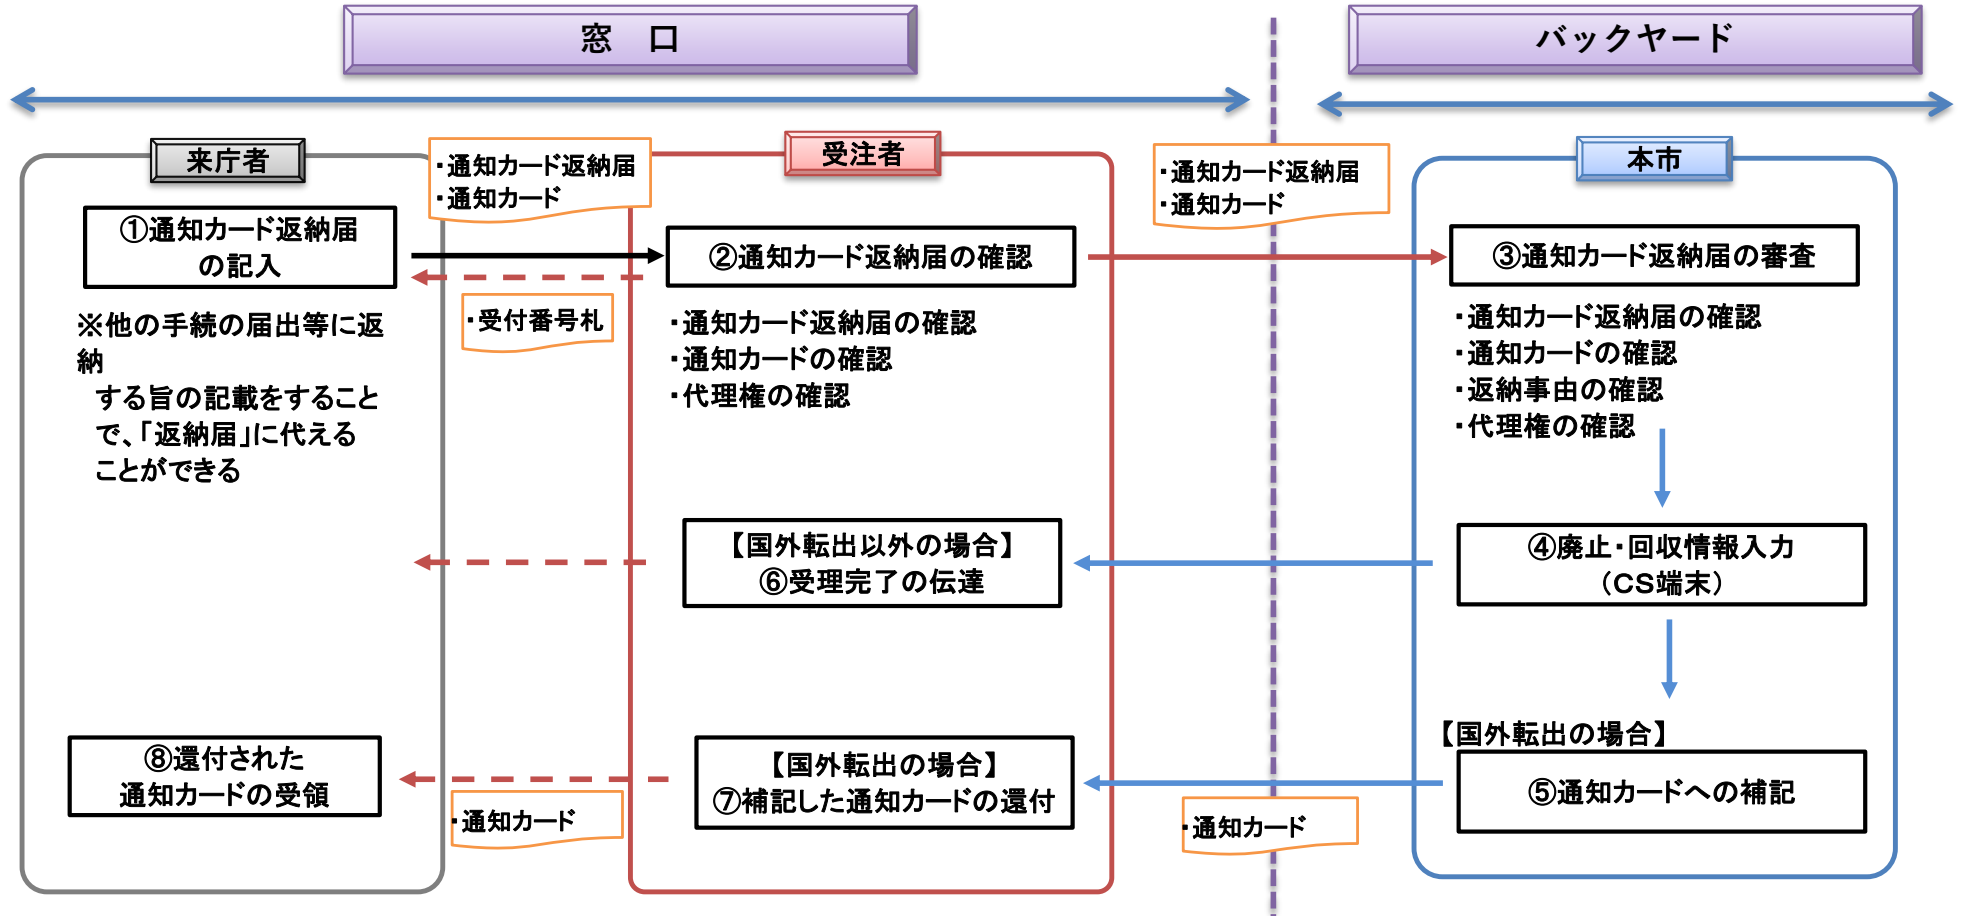 窓　口
バックヤード
来庁者
・通知カード返納届
・通知カード
受注者
・通知カード返納届
・通知カード
本市
①通知カード返納届
の記入
②通知カード返納届の確認
③通知カード返納届の審査
・受付番号札
※他の手続の届出等に返
納
する旨の記載をすること
で、「返納届」に代える
ことができる
・通知カード返納届の確認
・通知カードの確認
・代理権の確認
・通知カード返納届の確認
・通知カードの確認
・返納事由の確認
・代理権の確認
【国外転出以外の場合】
⑥受理完了の伝達
④廃止・回収情報入力
（CS端末）
【国外転出の場合】
⑤通知カードへの補記
【国外転出の場合】
⑦補記した通知カードの還付
⑧還付された
通知カードの受領
・通知カード
・通知カード